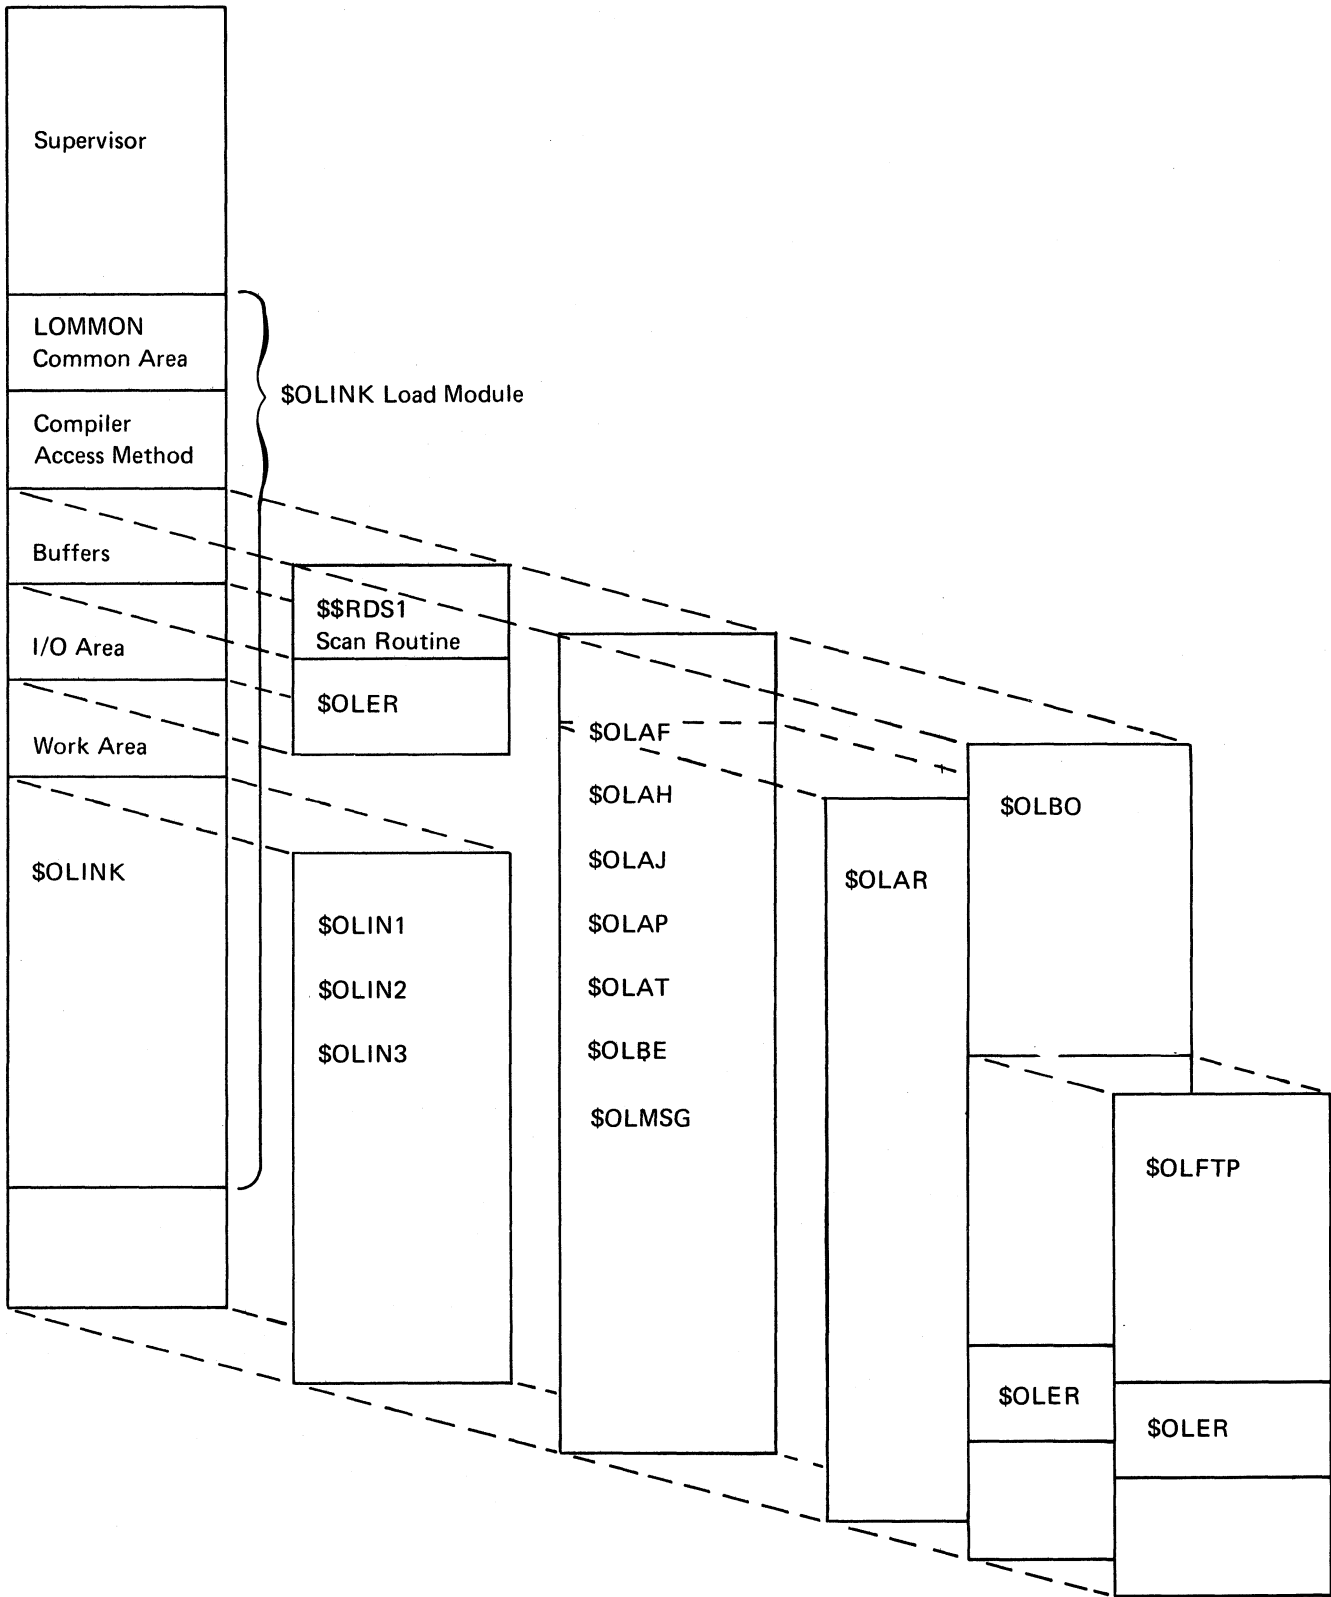 Supervisor
LOMMON
Common Area
$OLINK Load Module
Compiler
Access Method
Buffers
$$RDS1
Scan Routine
I/O Area
$OLER
Work Area
$OLINK
$OLIN1
$OLIN2
$OLIN3
$OLAF
$OLAH
$OLAJ
$OLAP
$OLAT
$OLBE
$OLMSG
$OLAR
$OLBO
$OLER
$OLFTP
$OLER